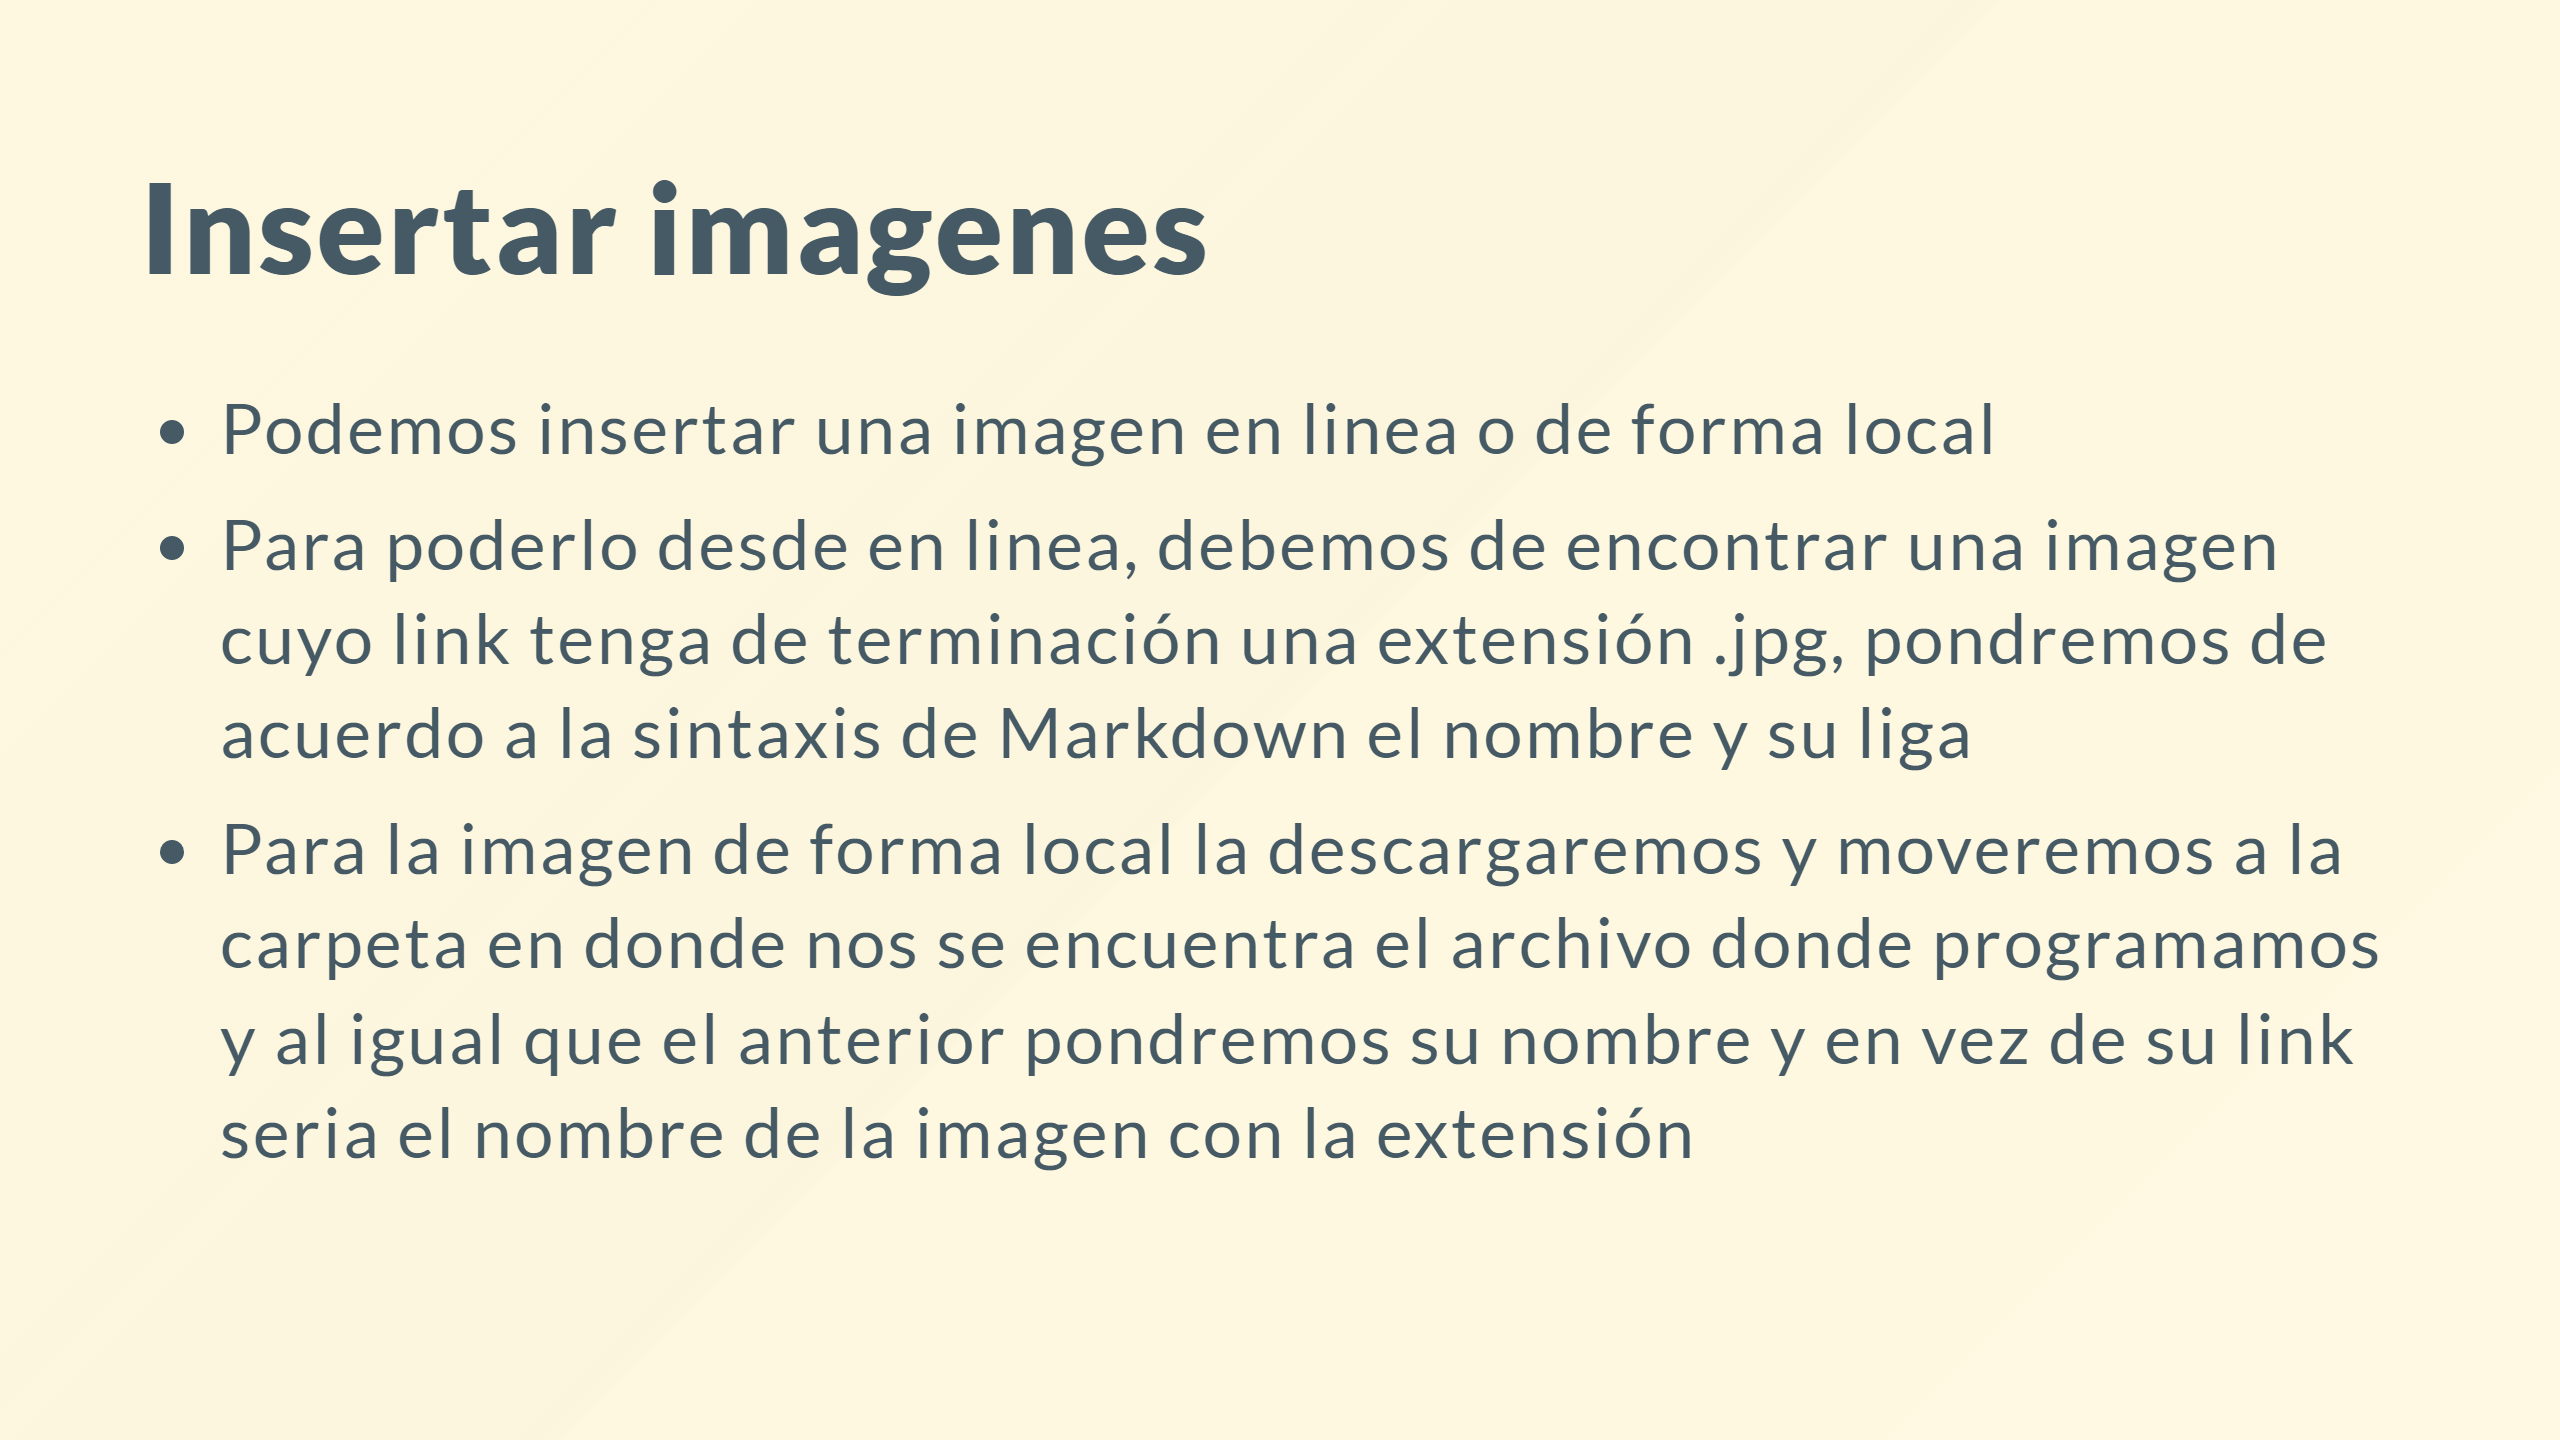 Insertar imagenes
• Podemos insertar una imagen en linea o de forma local
• Para poderlo desde en linea, debemos de encontrar una imagen
cuyo link tenga de terminación una extensión .jpg, pondremos de
acuerdo a la sintaxis de Markdown el nombre y su liga
• Para la imagen de forma local la descargaremos y moveremos a la
carpeta en donde nos se encuentra el archivo donde programamos
y al igual que el anterior pondremos su nombre y en vez de su link
seria el nombre de la imagen con la extensión